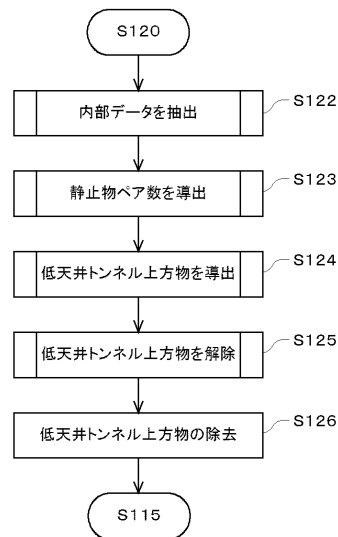 S120
内部データを抽出
S122
静止物ペア数を導出
S123
低天井トンネル上方物を導出
S124
低天井トンネル上方物を解除
S125
低天井トンネル上方物の除去
S126
S115